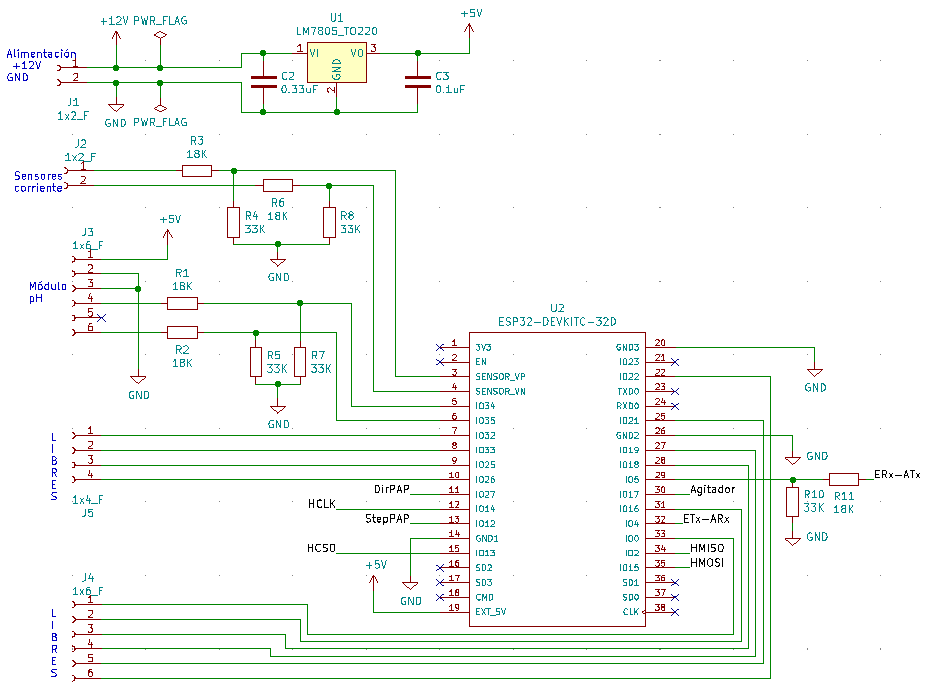 +12V PWR_FLAG
U1
LM7805_TO220
+5V
Alimentación
+12V
GND
1
2
J1
1x2_F
GND PWR_FLAG
C2
0.33uF
1 VI VO 3
GND
2
C3
0.1uF
J2
1x2_F
Sensores
corriente
1
2
R3
18K
R6
18K
R4
33K
R8
33K
GND
+5V
J3
1x6_F
Módulo
pH
1
2
3
4
5
6
R1
18K
R2
18K
R5
33K
R7
33K
GND
GND
U2
ESP32-DEVKITC-32D
1 3V3
2 EN
3 SENSOR_VP
4 SENSOR_VN
5 IO34
6 IO35
7 IO32
8 IO33
9 IO25
10 IO26
11 IO27
12 IO14
13 IO12
14 GND1
15 IO13
16 SD2
17 SD3
18 CMD
19 EXT_5V
GND3 20
IO23 21
IO22 22
TXD0 23
RXD0 24
IO21 25
GND2 26
IO19 27
IO18 28
IO5 29
IO17 30
IO16 31
IO4 32
IO0 33
IO2 34
IO15 35
SD1 36
SD0 37
CLK 38
GND
GND
ERx-ATx
R10
33K
R11
18K
GND
Agitador
ETx-ARx
HMISO
HMOSI
DirPAP
HCLK
StepPAP
HCS0
+5V
GND
LIBRES
1
2
3
4
1x4_F
J5
J4
1x6_F
LIBRES
1
2
3
4
5
6